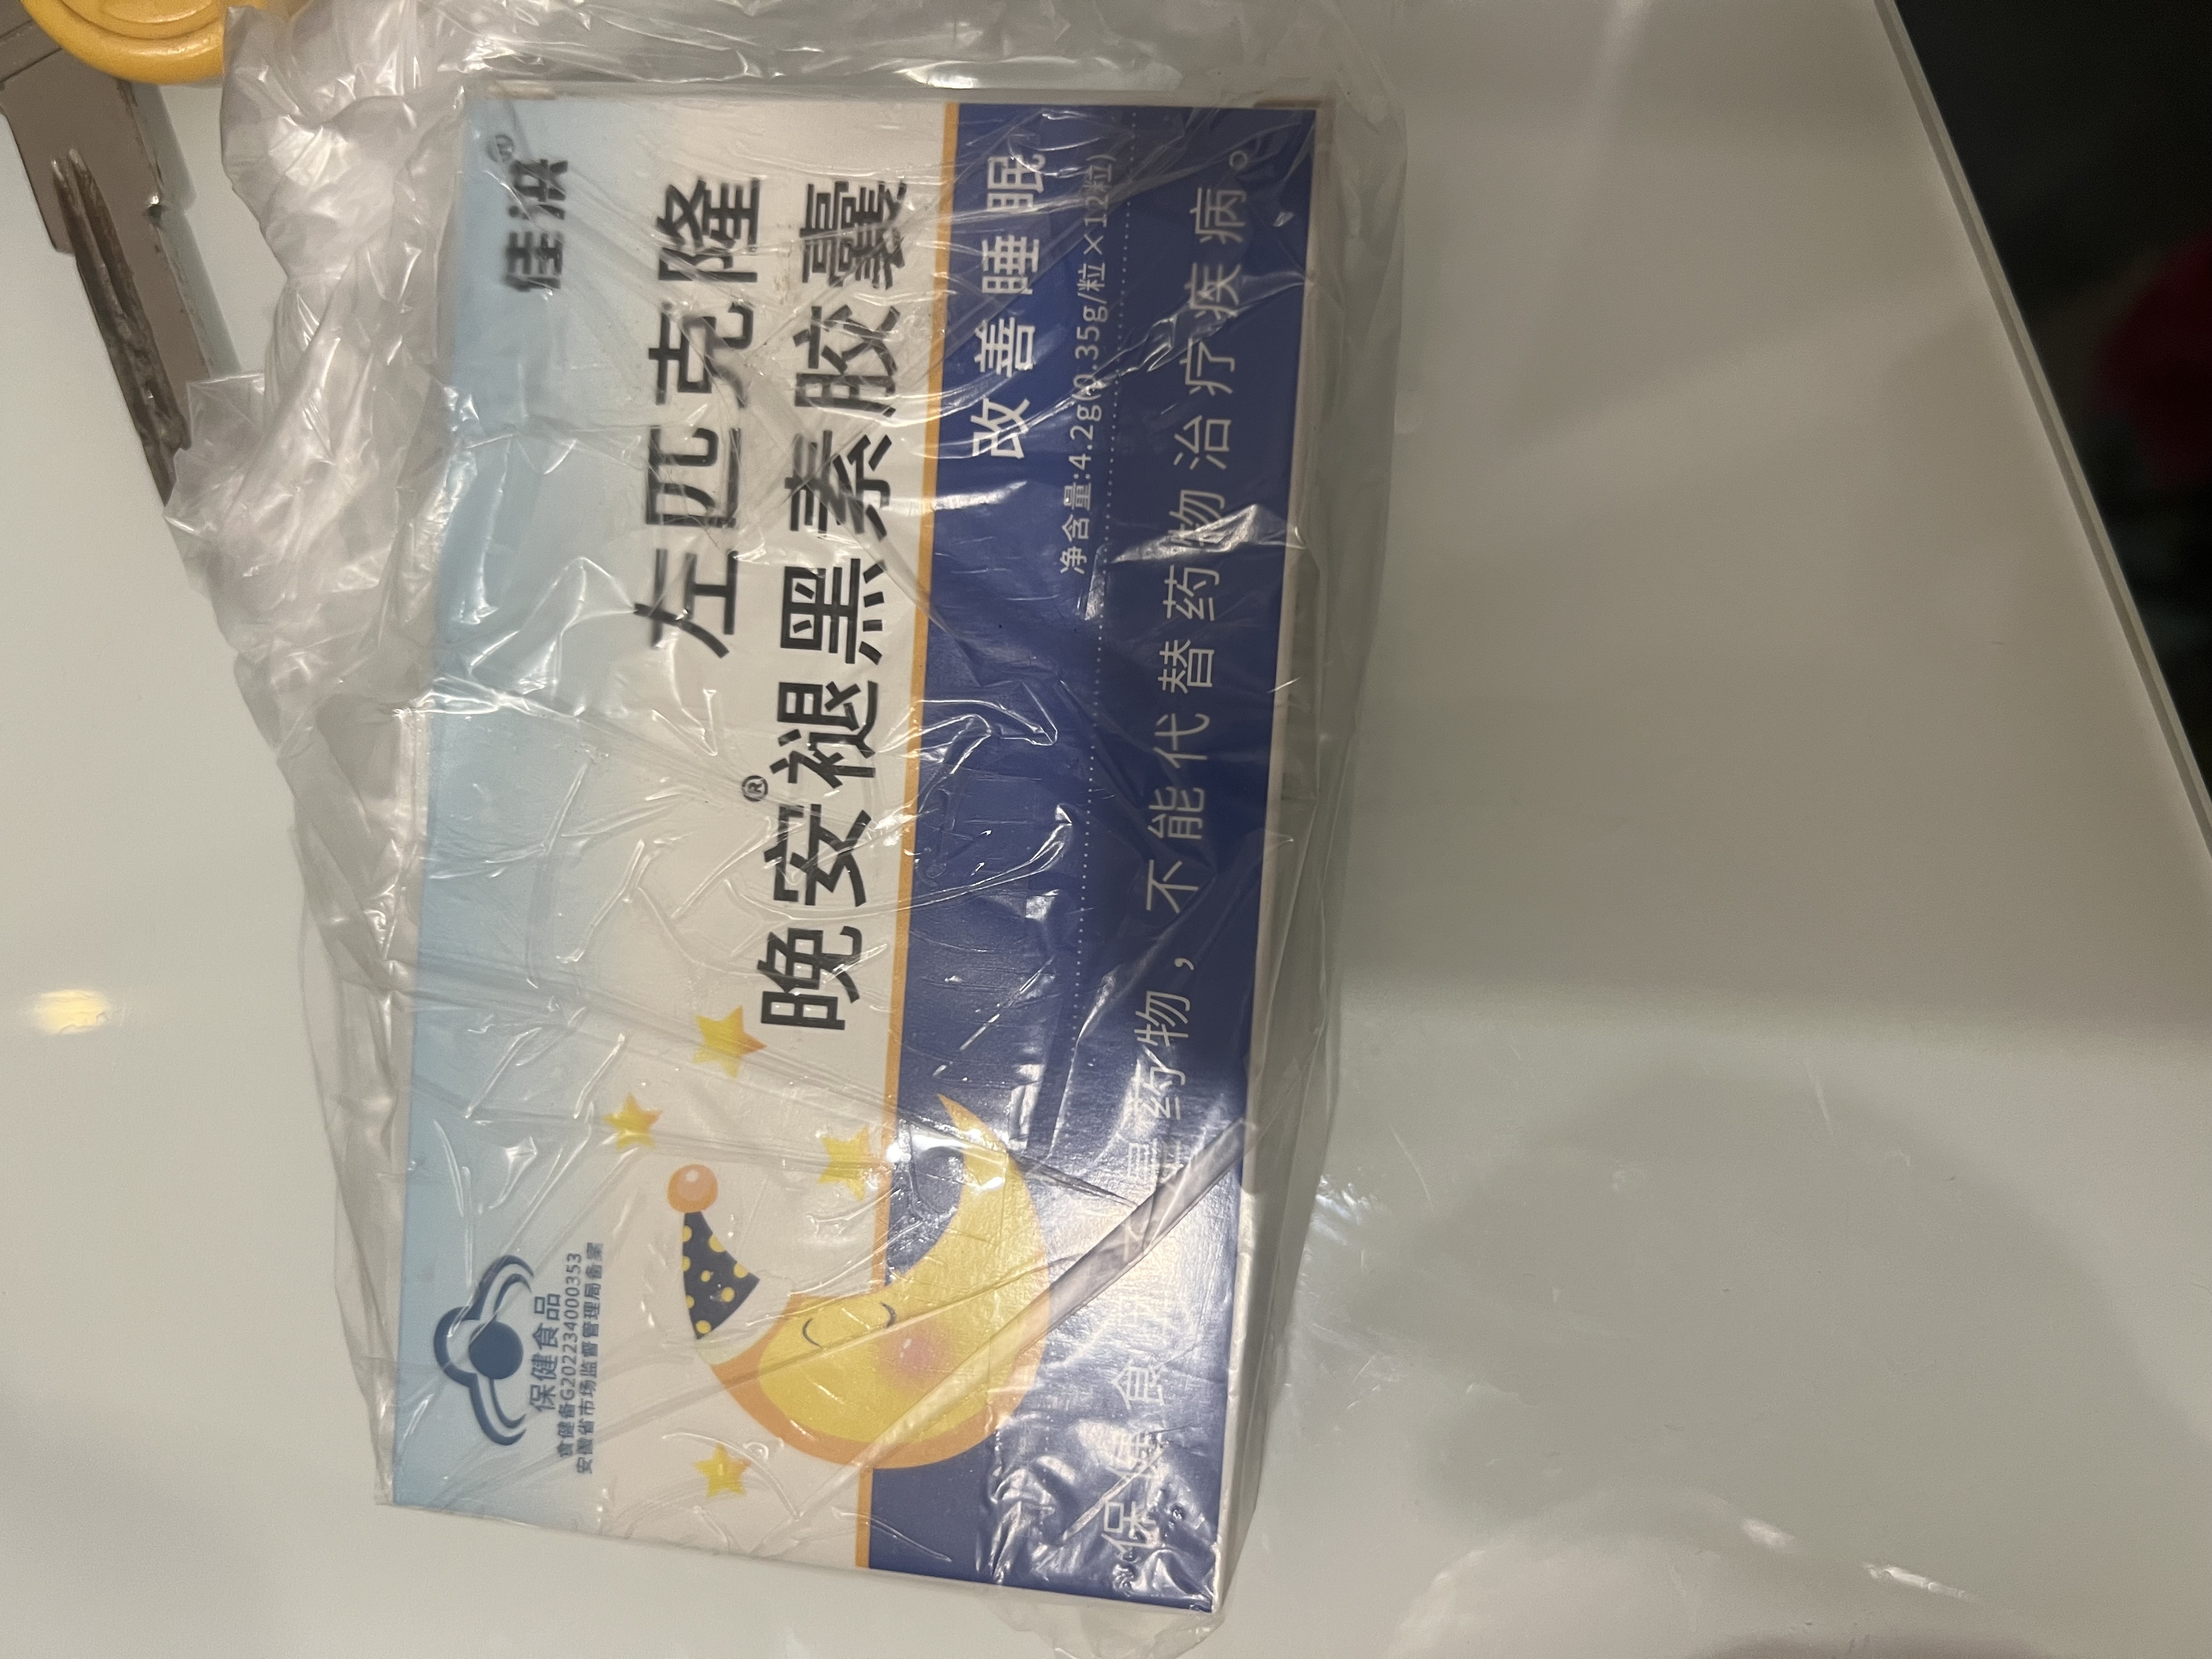 佳洪®
保健食品
食健备G202234000353
安徽省市场监督管理局备案
左匹克隆
晚安®褪黑素胶囊
改善睡眠
净含量:4.2g(0.35g/粒×12粒)
保健食品不是药物，不能代替药物治疗疾病。